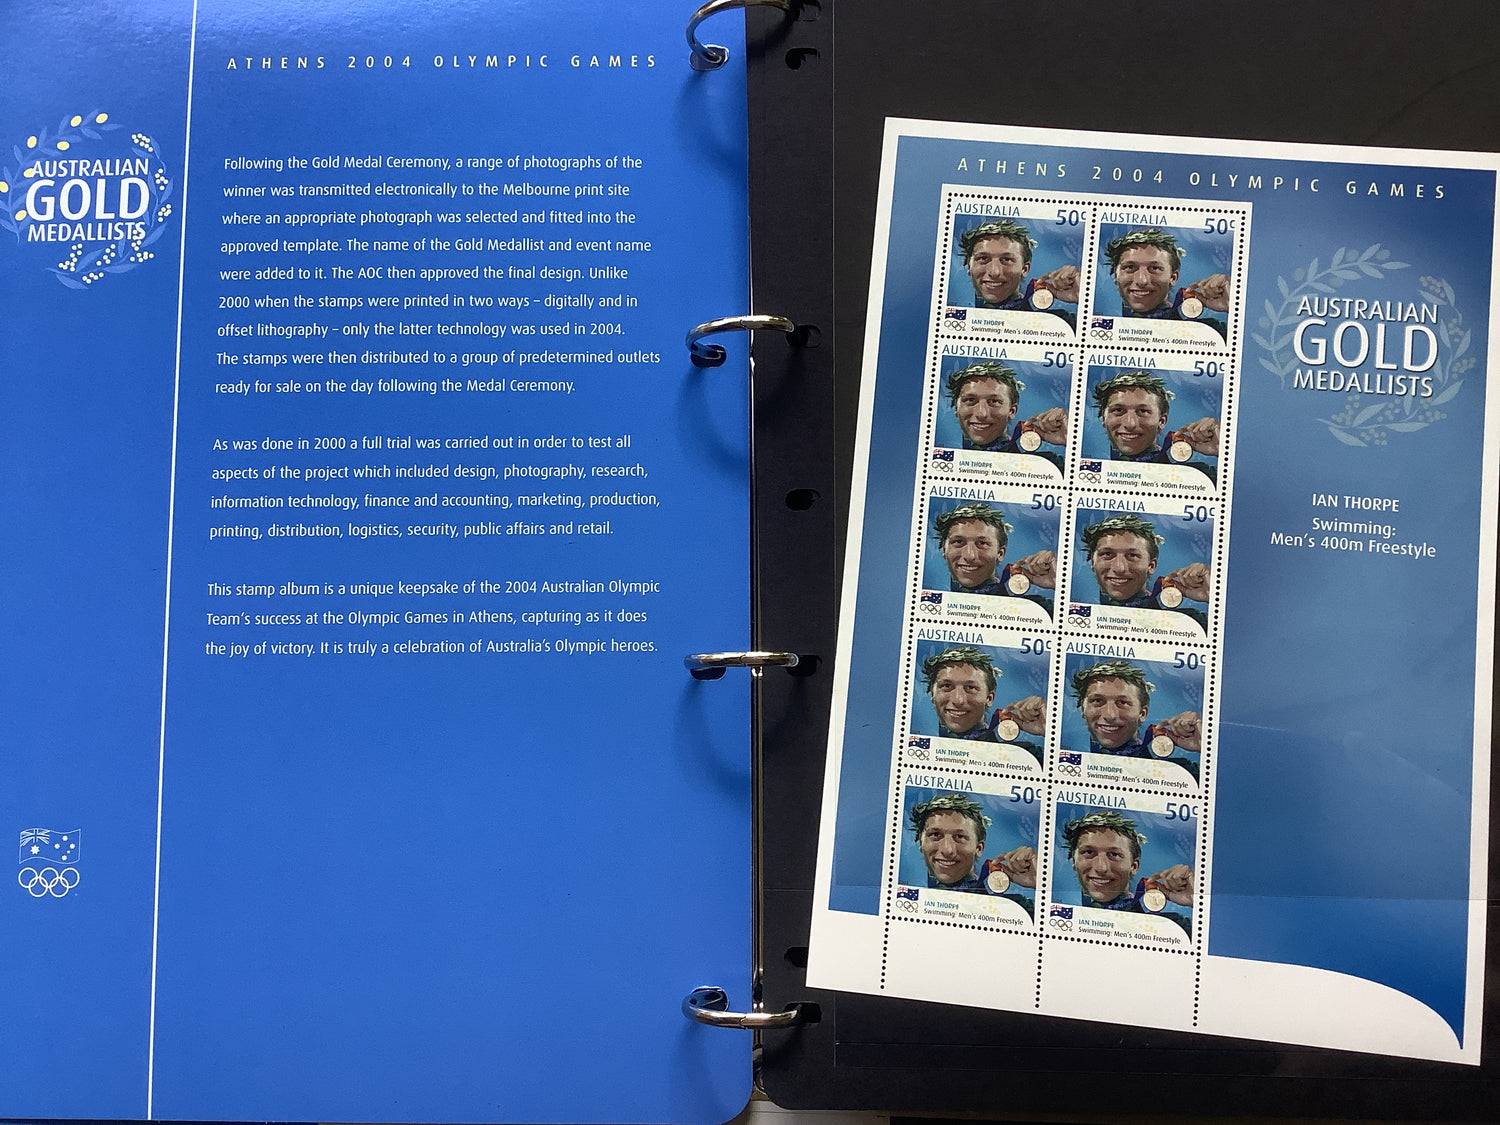 ATHENS 2004 OLYMPIC GAMES
AUSTRALIAN
GOLD
MEDALLISTS
Following the Gold Medal Ceremony, a range of photographs of the
winner was transmitted electronically to the Melbourne print site
where an appropriate photograph was selected and fitted into the
approved template. The name of the Gold Medallist and event name
were added to it. The AOC then approved the final design. Unlike
2000 when the stamps were printed in two ways – digitally and in
offset lithography – only the latter technology was used in 2004.
The stamps were then distributed to a group of predetermined outlets
ready for sale on the day following the Medal Ceremony.
As was done in 2000 a full trial was carried out in order to test all
aspects of the project which included design, photography, research,
information technology, finance and accounting, marketing, production,
printing, distribution, logistics, security, public affairs and retail.
This stamp album is a unique keepsake of the 2004 Australian Olympic
Team's success at the Olympic Games in Athens, capturing as it does
the joy of victory. It is truly a celebration of Australia's Olympic heroes.
ATHENS 2004 OLYMPIC GAMES
AUSTRALIA 50c
IAN THORPE
Swimming: Men's 400m Freestyle
AUSTRALIA 50c
IAN THORPE
Swimming: Men's 400m Freestyle
AUSTRALIA 50c
IAN THORPE
Swimming: Men's 400m Freestyle
AUSTRALIA 50c
IAN THORPE
Swimming: Men's 400m Freestyle
AUSTRALIA 50c
IAN THORPE
Swimming: Men's 400m Freestyle
AUSTRALIA 50c
IAN THORPE
Swimming: Men's 400m Freestyle
AUSTRALIA 50c
IAN THORPE
Swimming: Men's 400m Freestyle
AUSTRALIA 50c
IAN THORPE
Swimming: Men's 400m Freestyle
AUSTRALIA 50c
IAN THORPE
Swimming: Men's 400m Freestyle
AUSTRALIA 50c
IAN THORPE
Swimming: Men's 400m Freestyle
AUSTRALIAN
GOLD
MEDALLISTS
IAN THORPE
Swimming:
Men's 400m Freestyle